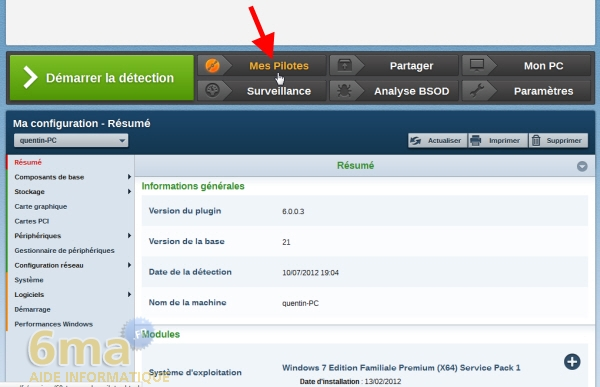 Démarrer la détection
Mes Pilotes
Partager
Mon PC
Surveillance
Analyse BSOD
Paramètres
Ma configuration - Résumé
quentin-PC
Actualiser
Imprimer
Supprimer
Résumé
Composants de base
Stockage
Carte graphique
Cartes PCI
Périphériques
Gestionnaire de périphériques
Configuration réseau
Système
Logiciels
Démarrage
Performances Windows
Résumé
Informations générales
Version du plugin 6.0.0.3
Version de la base 21
Date de la détection 10/07/2012 19:04
Nom de la machine quentin-PC
Modules
Système d'exploitation
Windows 7 Edition Familiale Premium (X64) Service Pack 1
Date d'installation : 13/02/2012
6ma
AIDE INFORMATIQUE